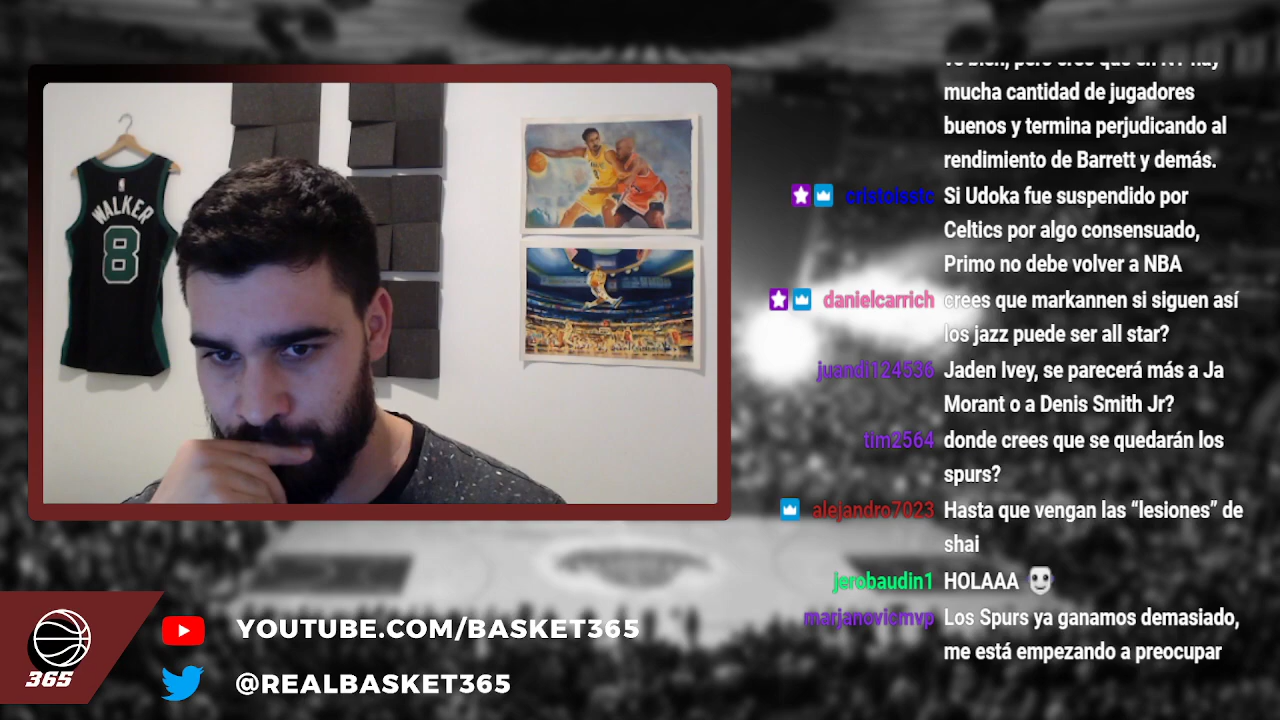 WALKER
8
mucha cantidad de jugadores
buenos y termina perjudicando al
rendimiento de Barrett y demás.
cristoisstc Si Udoka fue suspendido por
Celtics por algo consensuado,
Primo no debe volver a NBA
danielcarrich crees que markannen si siguen así
los jazz puede ser all star?
juandi124536 Jaden Ivey, se parecerá más a Ja
Morant o a Denis Smith Jr?
tim2564 donde crees que se quedarán los
spurs?
alejandro7023 Hasta que vengan las “lesiones” de
shai
jerobaudin1 HOLAAA
marjanovicmvp Los Spurs ya ganamos demasiado,
me está empezando a preocupar
365
YOUTUBE.COM/BASKET365
@REALBASKET365